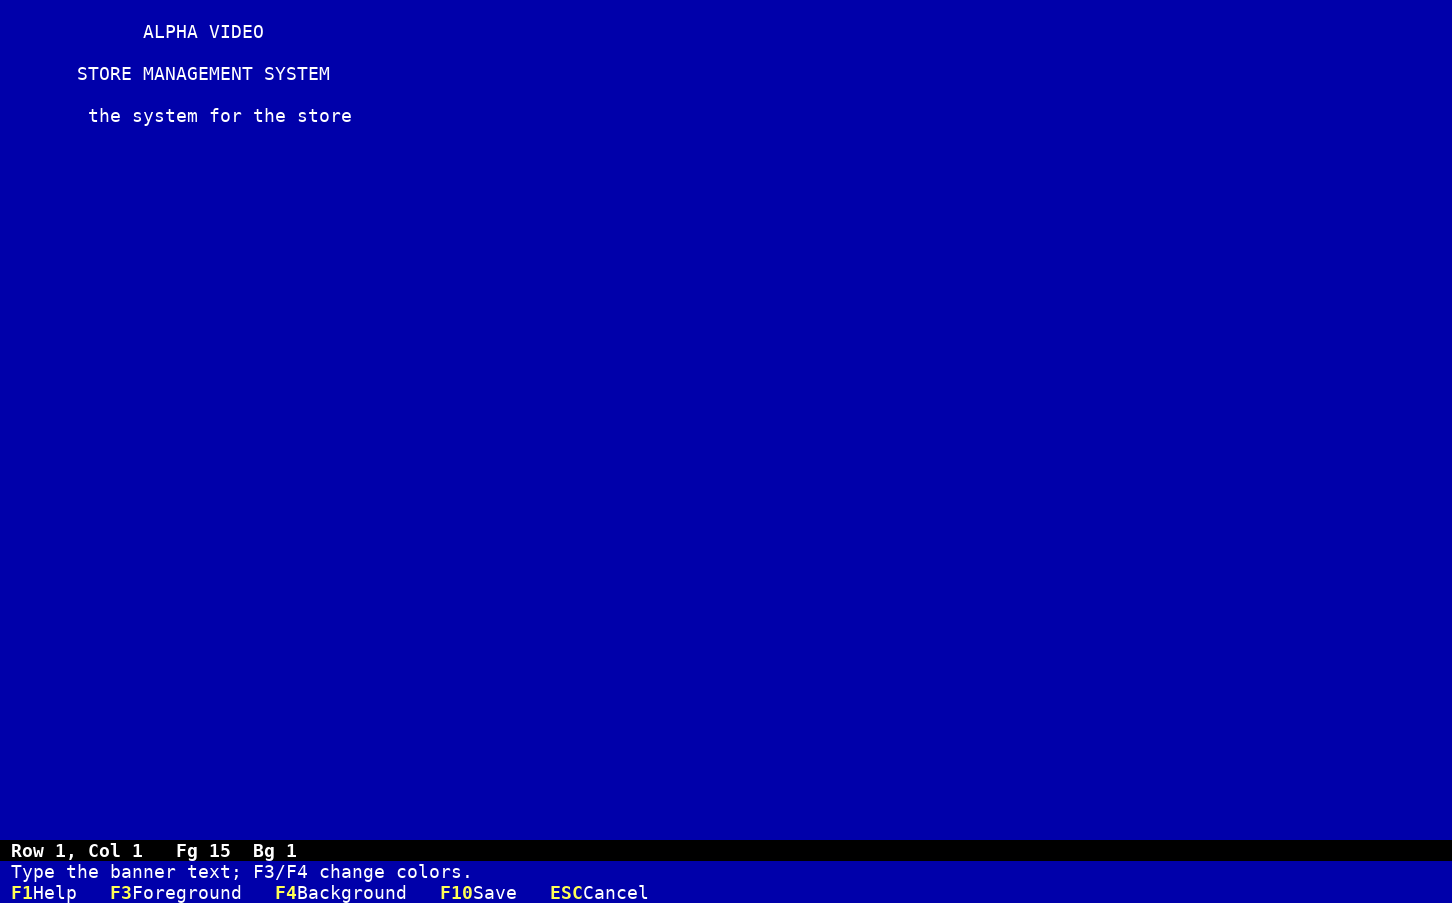 ALPHA VIDEO
STORE MANAGEMENT SYSTEM
the system for the store
Row 1, Col 1   Fg 15  Bg 1
Type the banner text; F3/F4 change colors.
F1Help   F3Foreground   F4Background   F10Save   ESCCancel